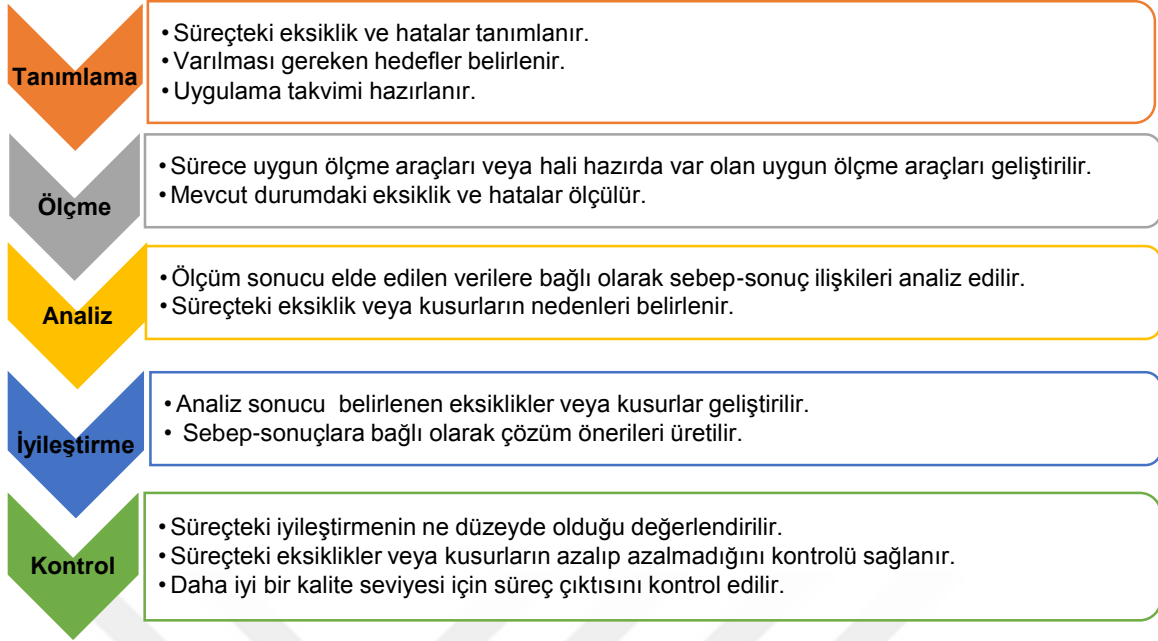 Tanımlama
• Süreçteki eksiklik ve hatalar tanımlanır.
• Varılması gereken hedefler belirlenir.
• Uygulama takvimi hazırlanır.
Ölçme
• Sürece uygun ölçme araçları veya hali hazırda var olan uygun ölçme araçları geliştirilir.
• Mevcut durumdaki eksiklik ve hatalar ölçülür.
Analiz
• Ölçüm sonucu elde edilen verilere bağlı olarak sebep-sonuç ilişkileri analiz edilir.
• Süreçteki eksiklik veya kusurların nedenleri belirlenir.
İyileştirme
• Analiz sonucu belirlenen eksiklikler veya kusurlar geliştirilir.
• Sebep-sonuçlara bağlı olarak çözüm önerileri üretilir.
Kontrol
• Süreçteki iyileştirmenin ne düzeyde olduğu değerlendirilir.
• Süreçteki eksiklikler veya kusurların azalıp azalmadığını kontrolü sağlanır.
• Daha iyi bir kalite seviyesi için süreç çıktısını kontrol edilir.